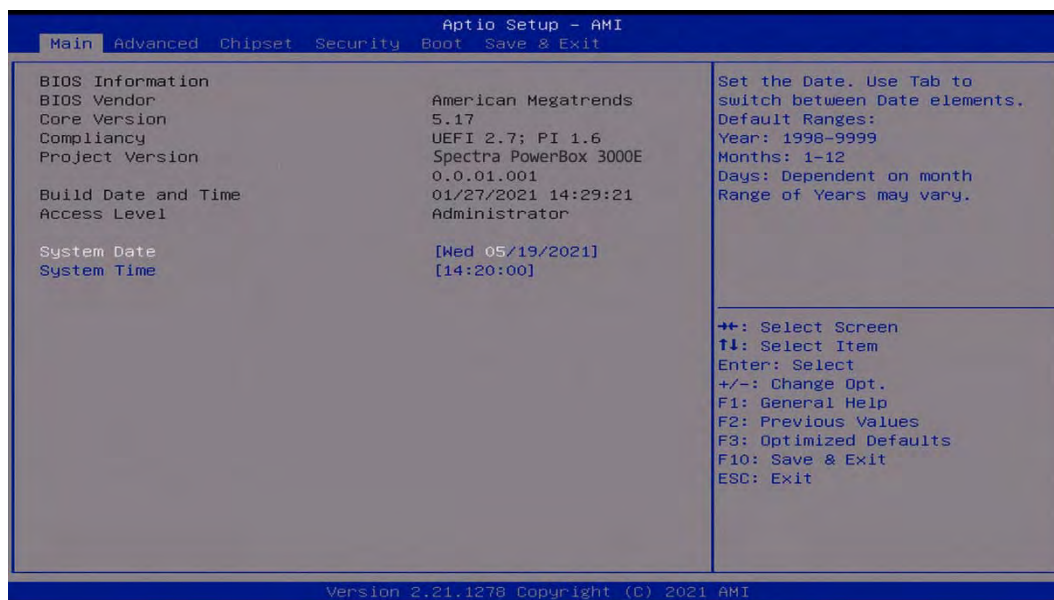 Aptio Setup – AMI
Main Advanced Chipset Security Boot Save & Exit
BIOS Information
BIOS Vendor American Megatrends
Core Version 5.17
Compliancy UEFI 2.7; PI 1.6
Project Version Spectra PowerBox 3000E
0.0.01.001
Build Date and Time 01/27/2021 14:29:21
Access Level Administrator
System Date [Wed 05/19/2021]
System Time [14:20:00]
Set the Date. Use Tab to
switch between Date elements.
Default Ranges:
Year: 1998-9999
Months: 1-12
Days: Dependent on month
Range of Years may vary.
→←: Select Screen
↑↓: Select Item
Enter: Select
+/-: Change Opt.
F1: General Help
F2: Previous Values
F3: Optimized Defaults
F10: Save & Exit
ESC: Exit
Version 2.21.1278 Copyright (C) 2021 AMI